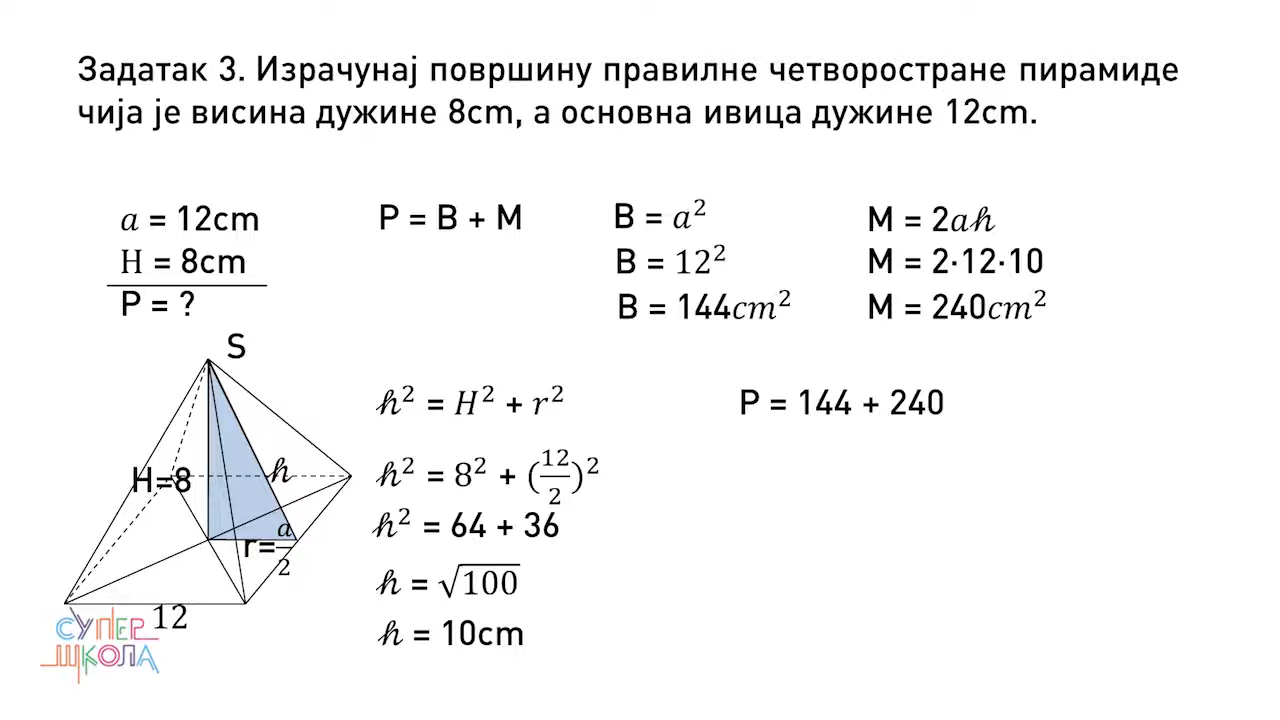 Задатак 3. Израчунај површину правилне четворостране пирамиде
чија је висина дужине 8cm, а основна ивица дужине 12cm.
a = 12cm
H = 8cm
P = ?
P = B + M
B = a²
B = 12²
B = 144cm²
M = 2aℎ
M = 2·12·10
M = 240cm²
S
H=8
ℎ
r=a/2
12
ℎ² = H² + r²
ℎ² = 8² + (12/2)²
ℎ² = 64 + 36
ℎ = √100
ℎ = 10cm
P = 144 + 240
СУПЕР
ШКОЛА